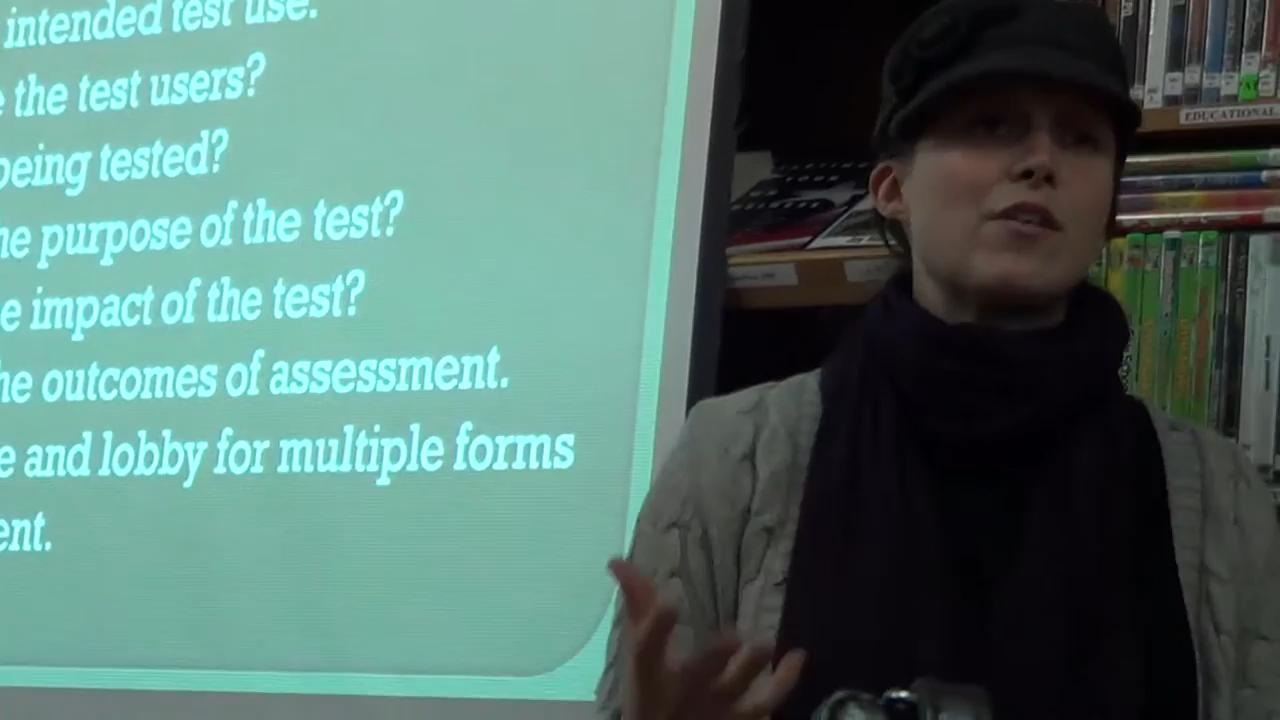 intended test use.
the test users?
being tested?
he purpose of the test?
e impact of the test?
he outcomes of assessment.
e and lobby for multiple forms
ent.
EDUCATIONAL